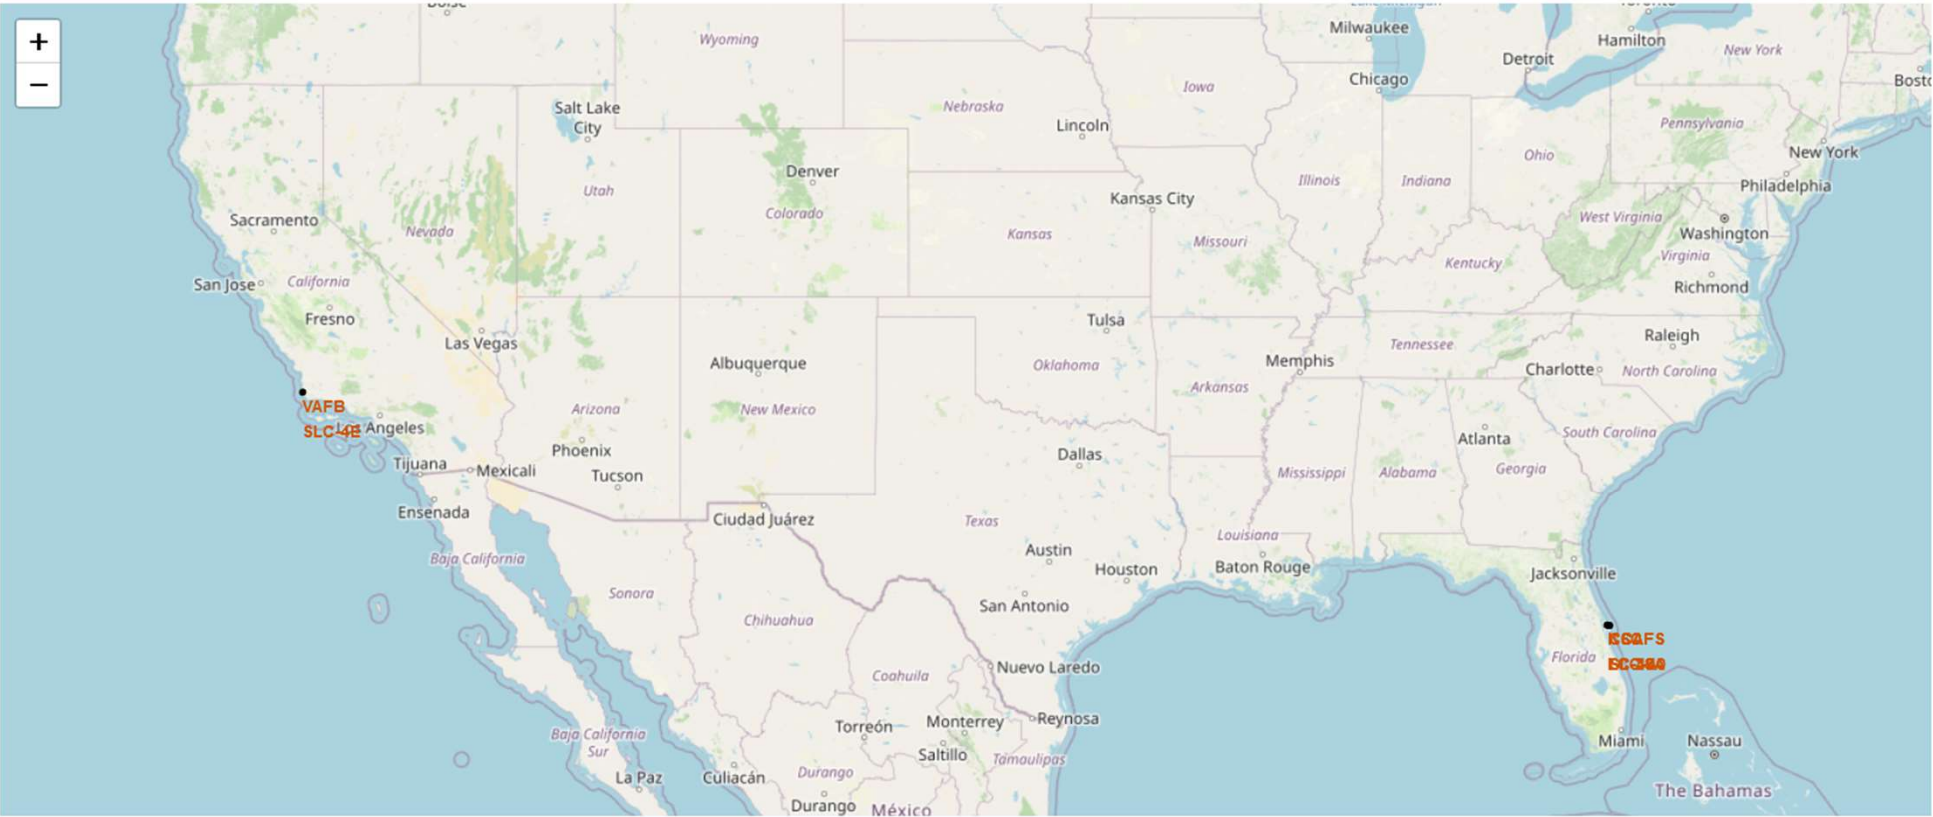 +
−
Wyoming
Milwaukee
Hamilton
New York
Detroit
Chicago
Iowa
Salt Lake
City
Nebraska
Lincoln
Pennsylvania
New York
Ohio
Denver
Utah
Illinois
Indiana
Philadelphia
Kansas City
Colorado
West Virginia
Sacramento
Nevada
Kansas
Missouri
Washington
Virginia
Kentucky
San Jose
California
Richmond
Fresno
Tulsa
Las Vegas
Raleigh
Tennessee
Albuquerque
Oklahoma
Memphis
Charlotte
North Carolina
Arkansas
VAFB
Arizona
New Mexico
SLC-4E
Angeles
South Carolina
Atlanta
Phoenix
Dallas
Tijuana
Mexicali
Tucson
Mississippi
Alabama
Georgia
Ensenada
Ciudad Juárez
Texas
Louisiana
Baja California
Austin
Houston
Baton Rouge
Jacksonville
Sonora
San Antonio
Chihuahua
Florida
Nuevo Laredo
Coahuila
Torreón
Monterrey
Reynosa
Baja California
Sur
Saltillo
Tamaulipas
Miami
Nassau
La Paz
Culiacán
Durango
The Bahamas
Durango
México